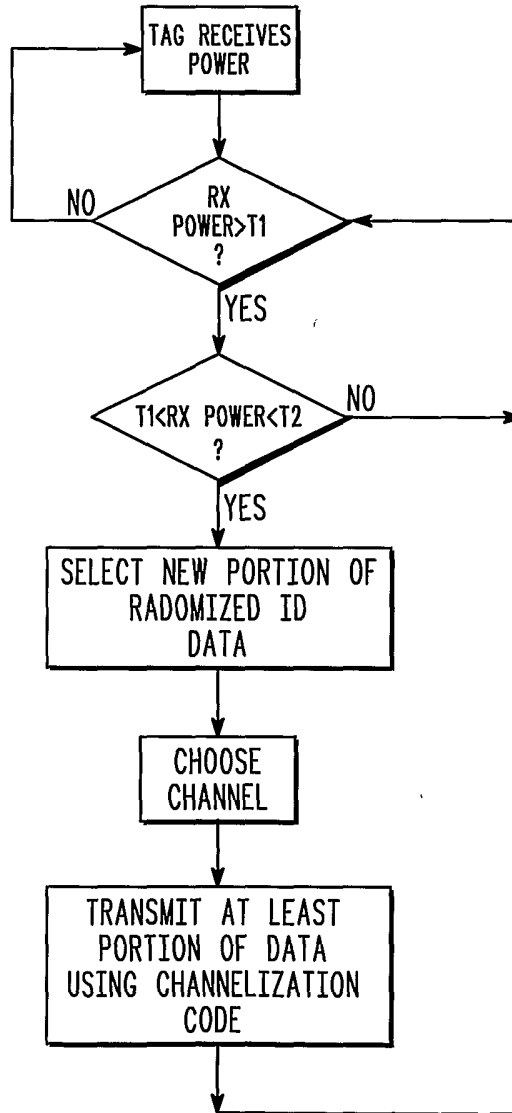 TAG RECEIVES
POWER
RX
POWER>T1
?
NO
YES
T1<RX POWER<T2
?
NO
YES
SELECT NEW PORTION OF
RADOMIZED ID
DATA
CHOOSE
CHANNEL
TRANSMIT AT LEAST
PORTION OF DATA
USING CHANNELIZATION
CODE